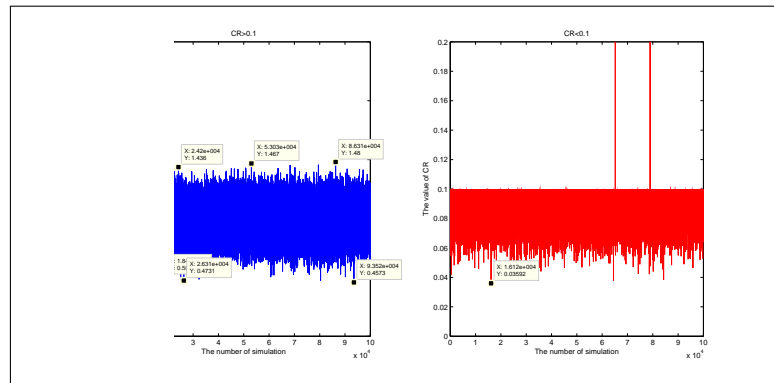 CR>0.1
X: 2.42e+004
Y: 1.436
X: 5.303e+004
Y: 1.467
X: 8.631e+004
Y: 1.48
X: 2.631e+004
Y: 0.4731
X: 9.352e+004
Y: 0.4573
3 4 5 6 7 8 9 10
x 10^4
The number of simulation
CR<0.1
The value of CR
0.2
0.18
0.16
0.14
0.12
0.1
0.08
0.06
0.04
0.02
0
X: 1.612e+004
Y: 0.03592
0 1 2 3 4 5 6 7 8 9 10
x 10^4
The number of simulation